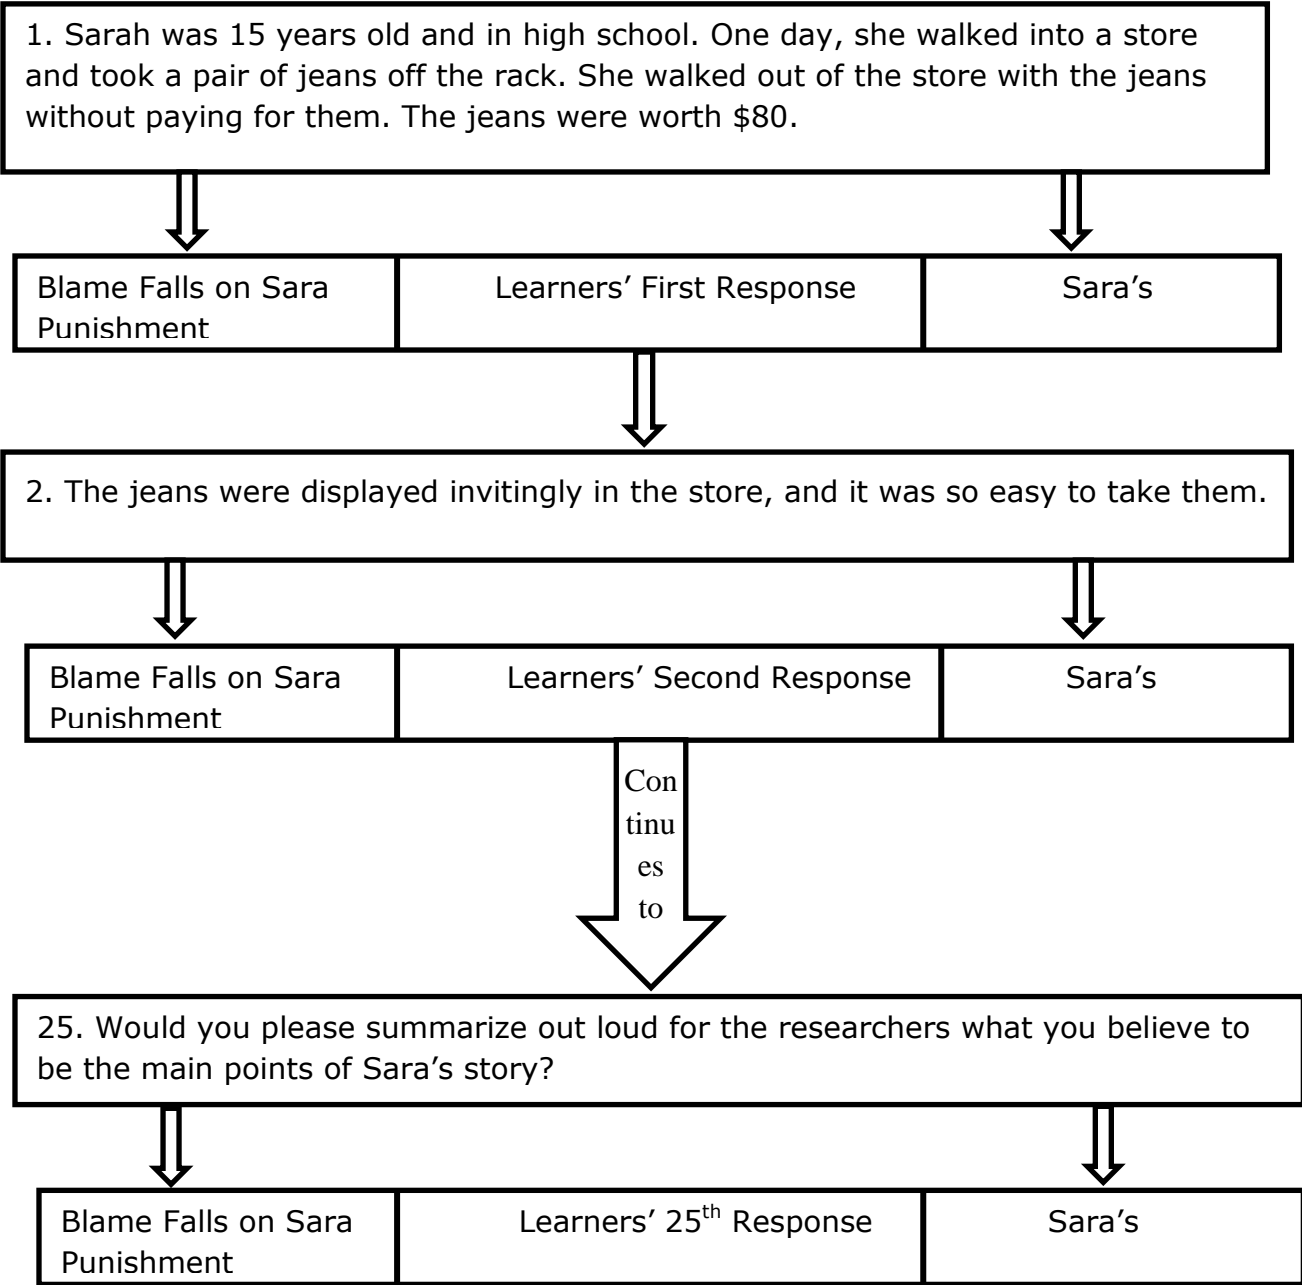 1. Sarah was 15 years old and in high school. One day, she walked into a store
and took a pair of jeans off the rack. She walked out of the store with the jeans
without paying for them. The jeans were worth $80.
Blame Falls on Sara Learners’ First Response Sara’s
Punishment
2. The jeans were displayed invitingly in the store, and it was so easy to take them.
Blame Falls on Sara Learners’ Second Response Sara’s
Punishment
Con
tinu
es
to
25. Would you please summarize out loud for the researchers what you believe to
be the main points of Sara’s story?
Blame Falls on Sara Learners’ 25th Response Sara’s
Punishment